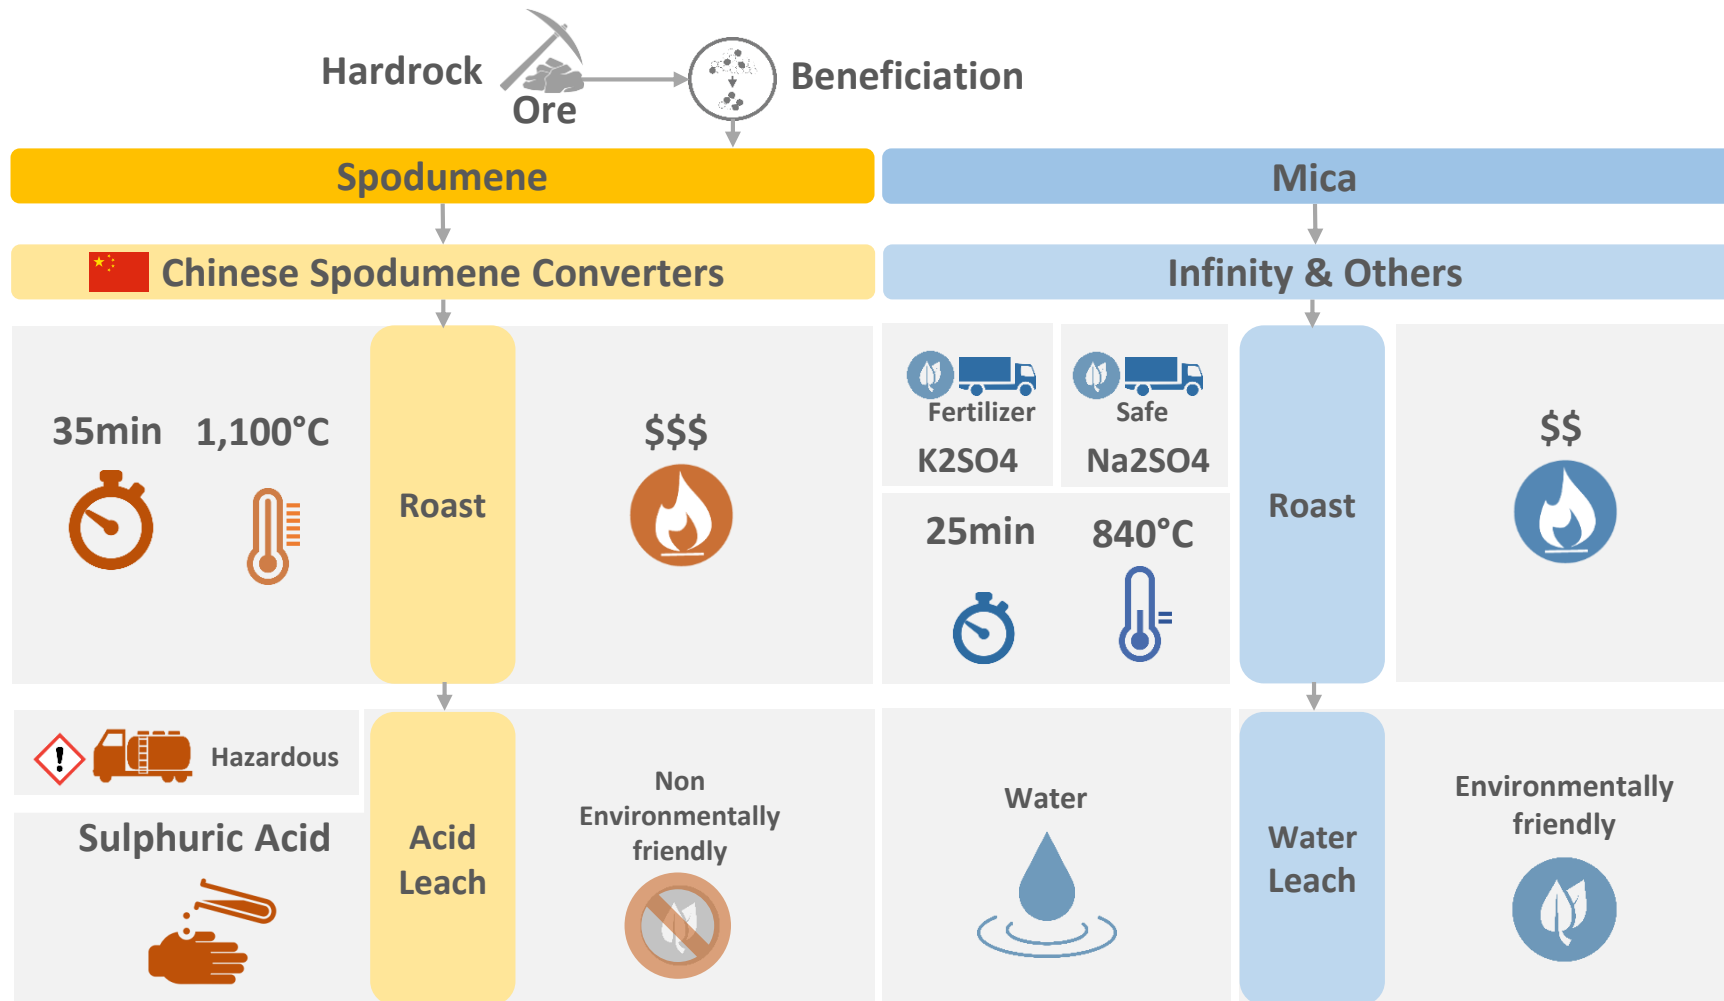 Hardrock
Ore
Beneficiation
Spodumene
Mica
Chinese Spodumene Converters
Infinity & Others
35min
1,100°C
Roast
$$$
Fertilizer
K2SO4
Safe
Na2SO4
25min
840°C
Roast
$$
!
Hazardous
Sulphuric Acid
Acid
Leach
Non
Environmentally
friendly
Water
Water
Leach
Environmentally
friendly